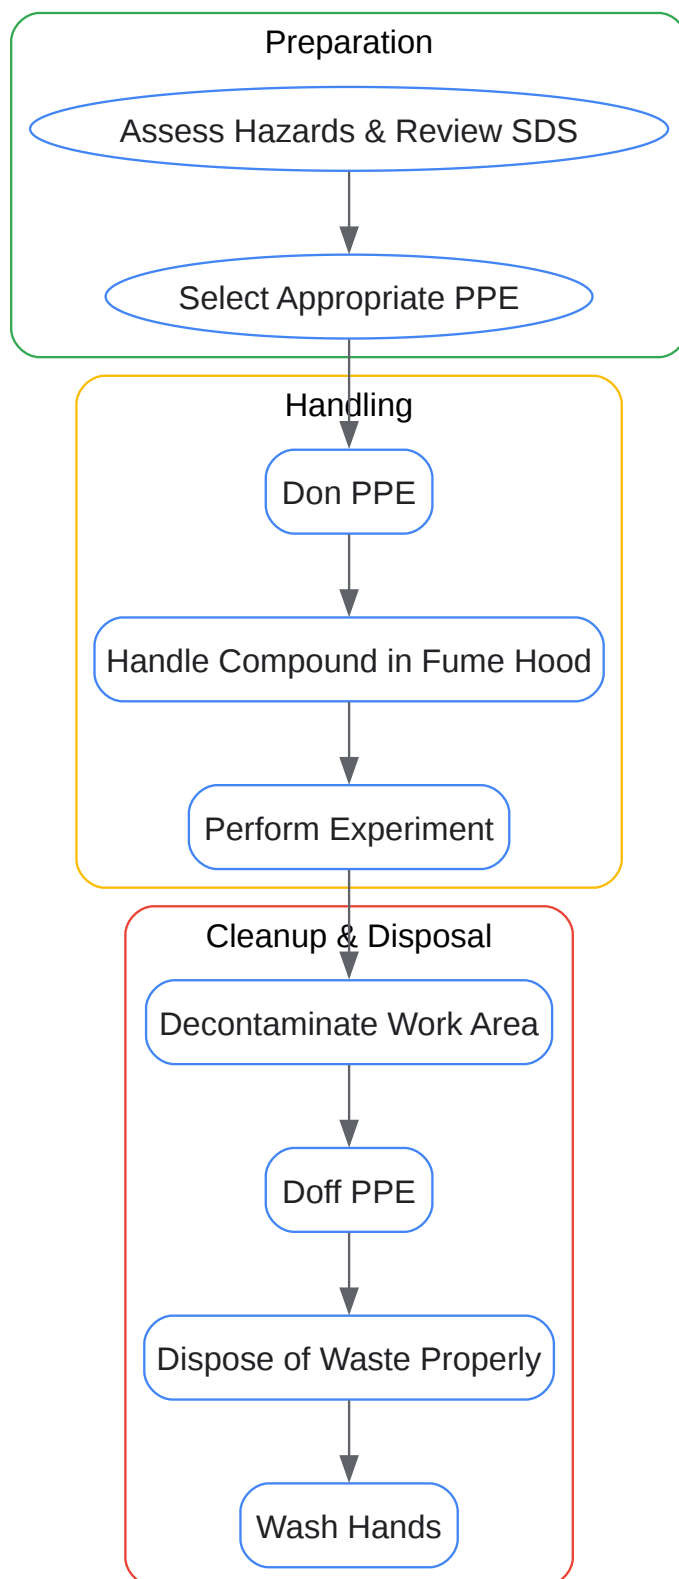 Preparation
Assess Hazards & Review SDS
Select Appropriate PPE
Handling
Don PPE
Handle Compound in Fume Hood
Perform Experiment
Cleanup & Disposal
Decontaminate Work Area
Doff PPE
Dispose of Waste Properly
Wash Hands